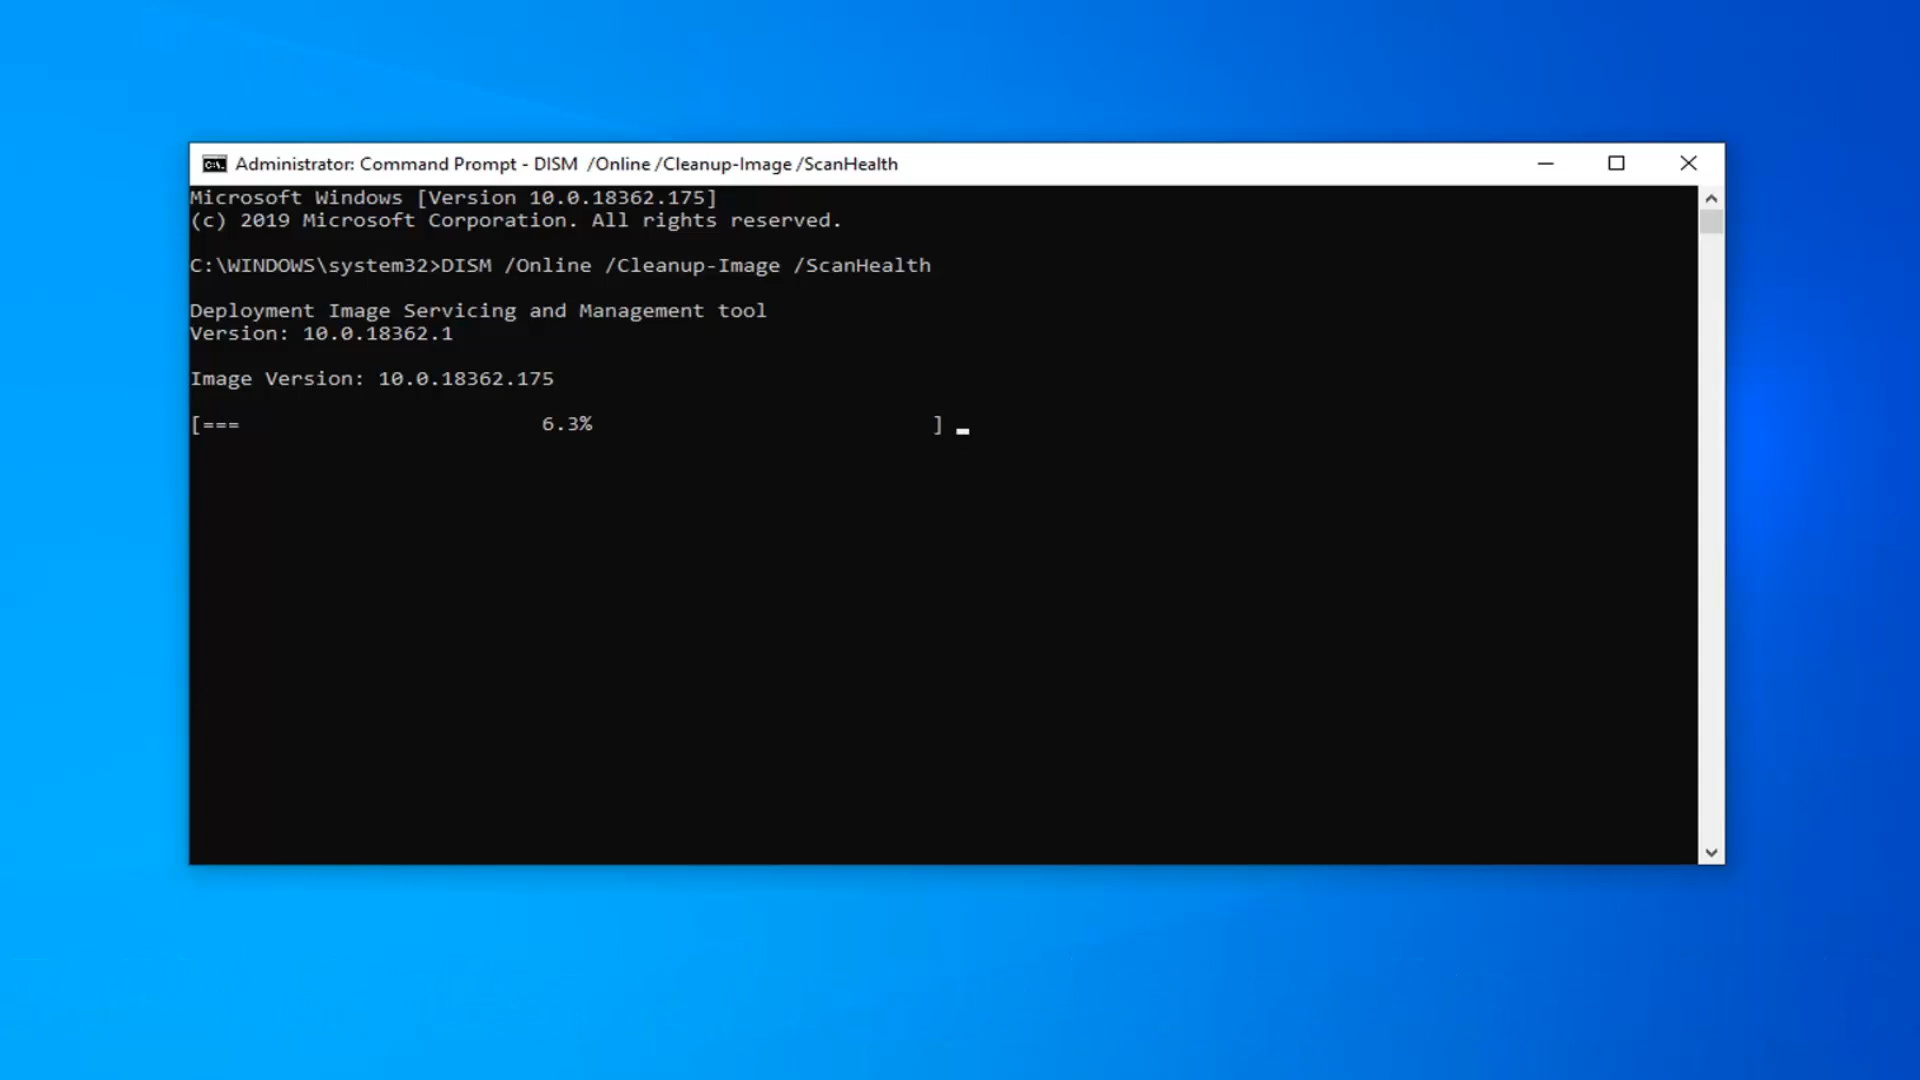 Administrator: Command Prompt - DISM  /Online /Cleanup-Image /ScanHealth
Microsoft Windows [Version 10.0.18362.175]
(c) 2019 Microsoft Corporation. All rights reserved.
C:\WINDOWS\system32>DISM /Online /Cleanup-Image /ScanHealth
Deployment Image Servicing and Management tool
Version: 10.0.18362.1
Image Version: 10.0.18362.175
[===                        6.3%                           ]